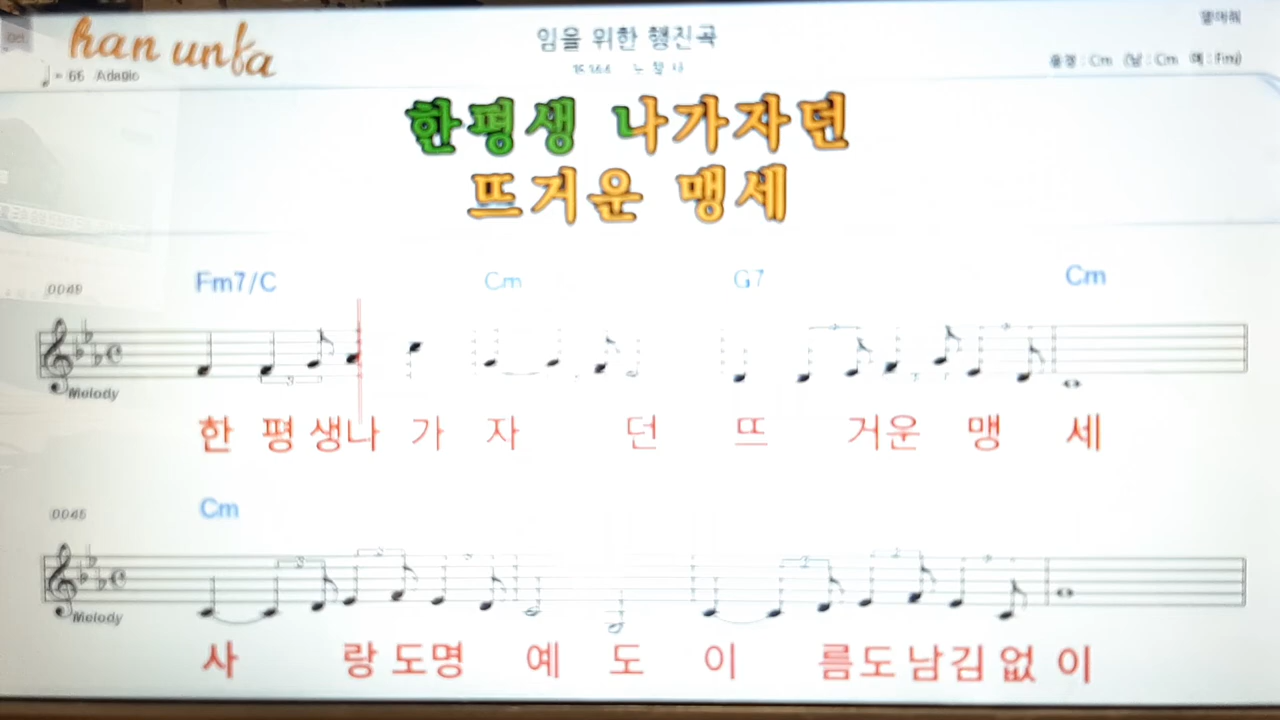 han unfa
임을 위한 행진곡
♩= 66 Adagio
Cm
한평생 나가자던
뜨거운 맹세
Fm7/C Cm G7 Cm
Melody
한 평 생나 가 자 던 뜨 거운 맹 세
Cm
Melody
사 랑 도명 예 도 이 름도 남김 없 이